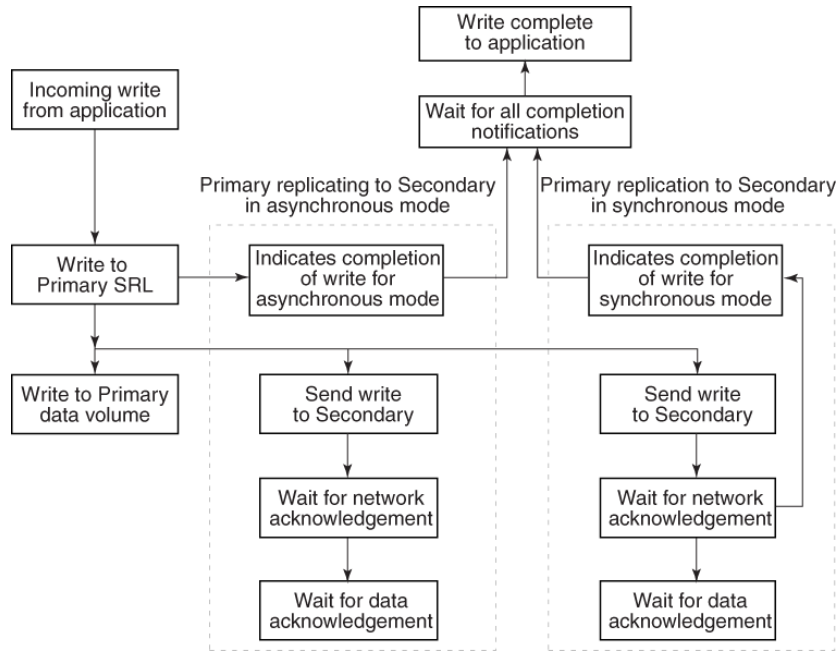 Write complete
to application
Incoming write
from application
Wait for all completion
notifications
Primary replicating to Secondary
in asynchronous mode
Primary replication to Secondary
in synchronous mode
Write to
Primary SRL
Indicates completion
of write for
asynchronous mode
Indicates completion
of write for
synchronous mode
Write to Primary
data volume
Send write
to Secondary
Send write
to Secondary
Wait for network
acknowledgement
Wait for network
acknowledgement
Wait for data
acknowledgement
Wait for data
acknowledgement